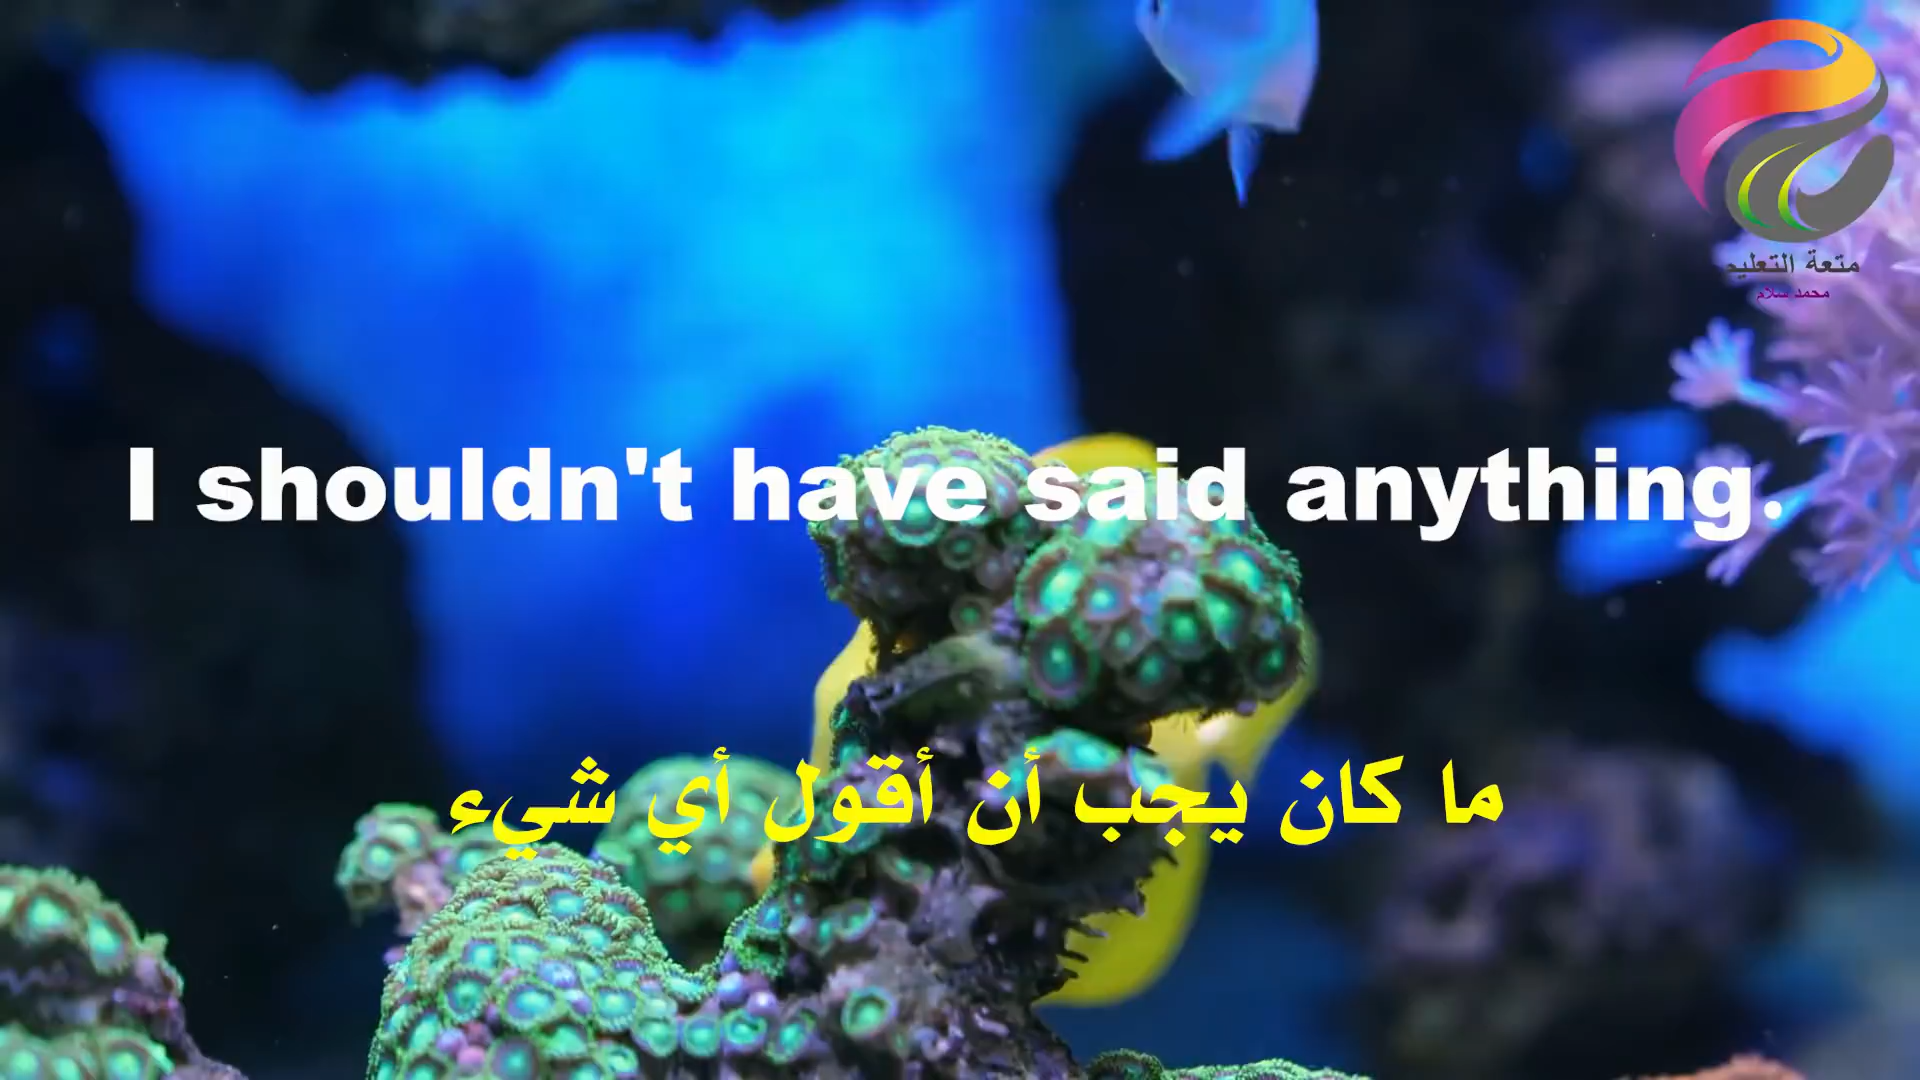 متعة التعليم
محمد سلام
I shouldn't have said anything.
ما كان يجب أن أقول أي شيء